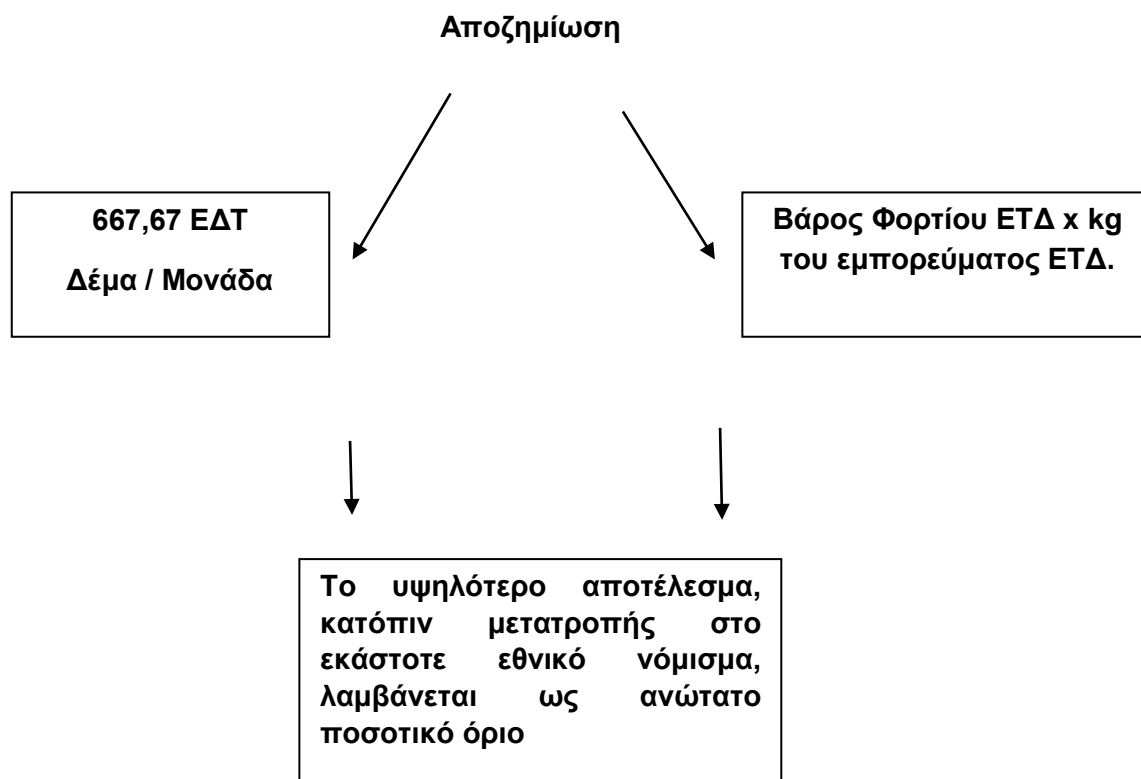 Αποζημίωση
667,67 ΕΔΤ
Δέμα / Μονάδα
Βάρος Φορτίου ΕΤΔ x kg
του εμπορεύματος ΕΤΔ.
Το υψηλότερο αποτέλεσμα,
κατόπιν μετατροπής στο
εκάστοτε εθνικό νόμισμα,
λαμβάνεται ως ανώτατο
ποσοτικό όριο